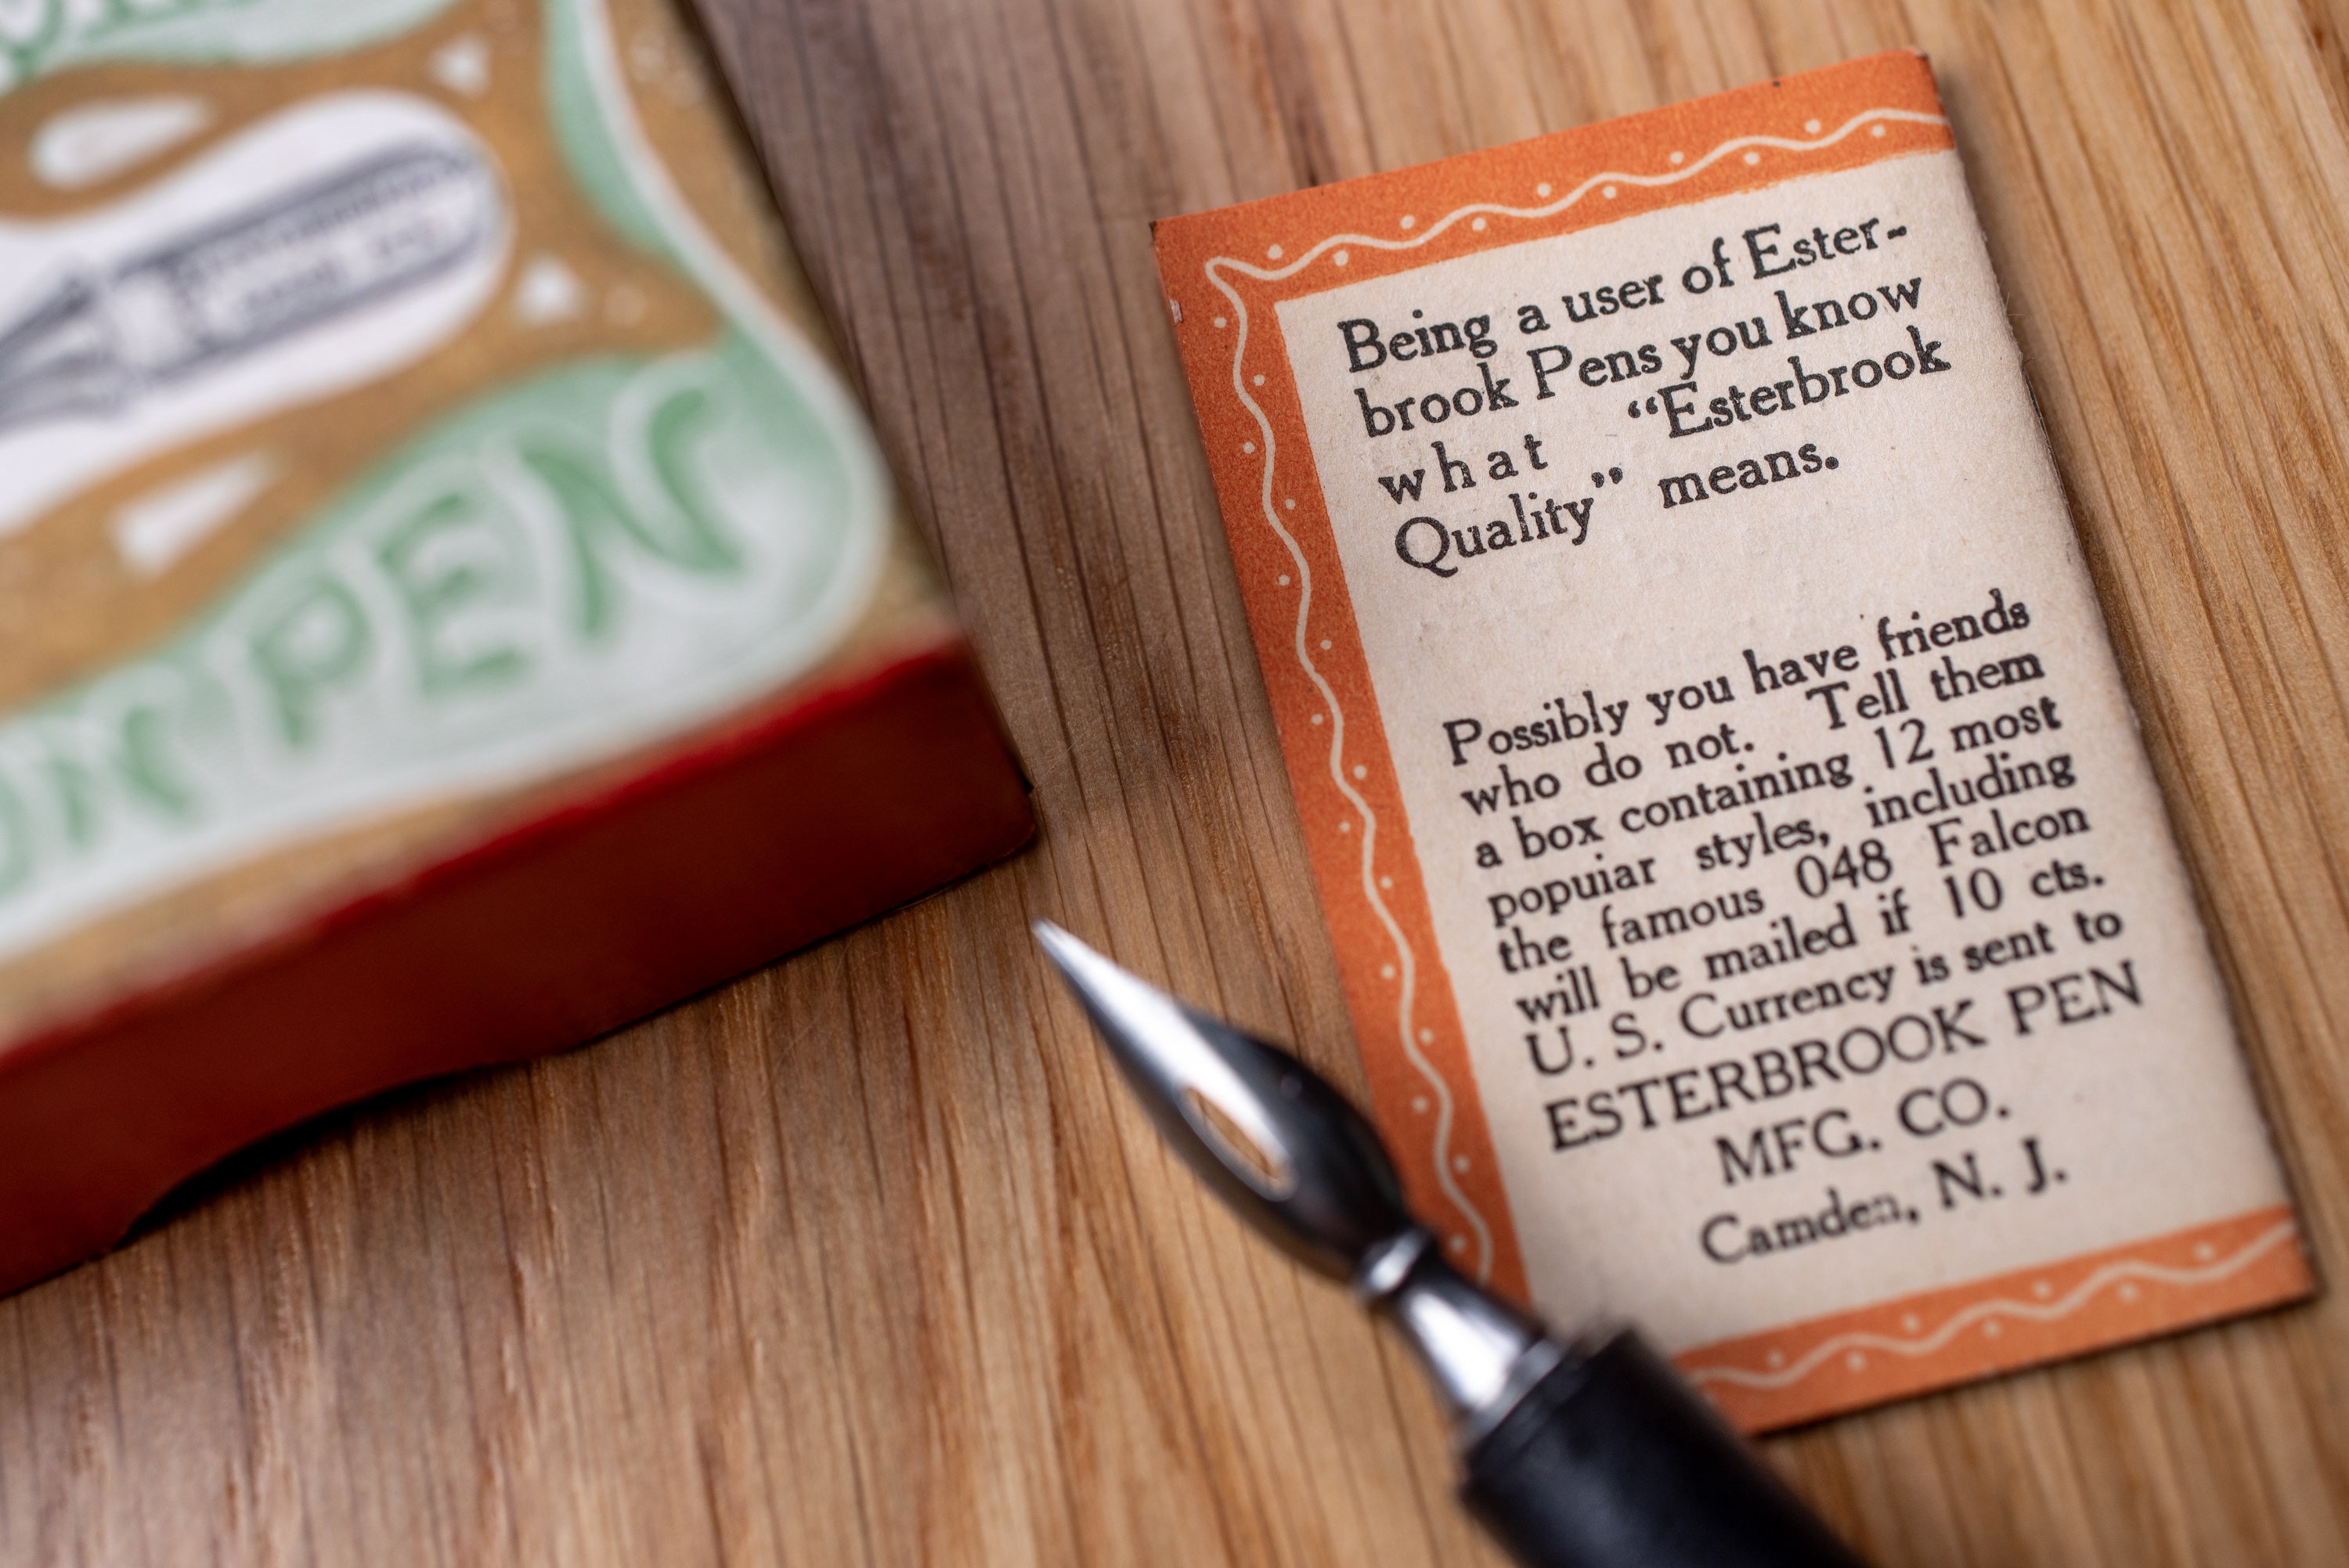 PEN
Being a user of Ester-
brook Pens you know
what "Esterbrook
Quality" means.
Possibly you have friends
who do not. Tell them
a box containing 12 most
popuiar styles, including
the famous 048 Falcon
will be mailed if 10 cts.
U. S. Currency is sent to
ESTERBROOK PEN
MFG. CO.
Camden, N. J.